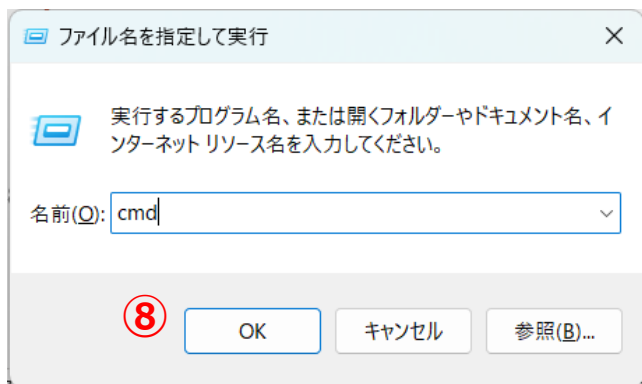 ファイル名を指定して実行
実行するプログラム名、または開くフォルダーやドキュメント名、イ
ンターネット リソース名を入力してください。
名前(O): cmd
⑧ OK キャンセル 参照(B)...